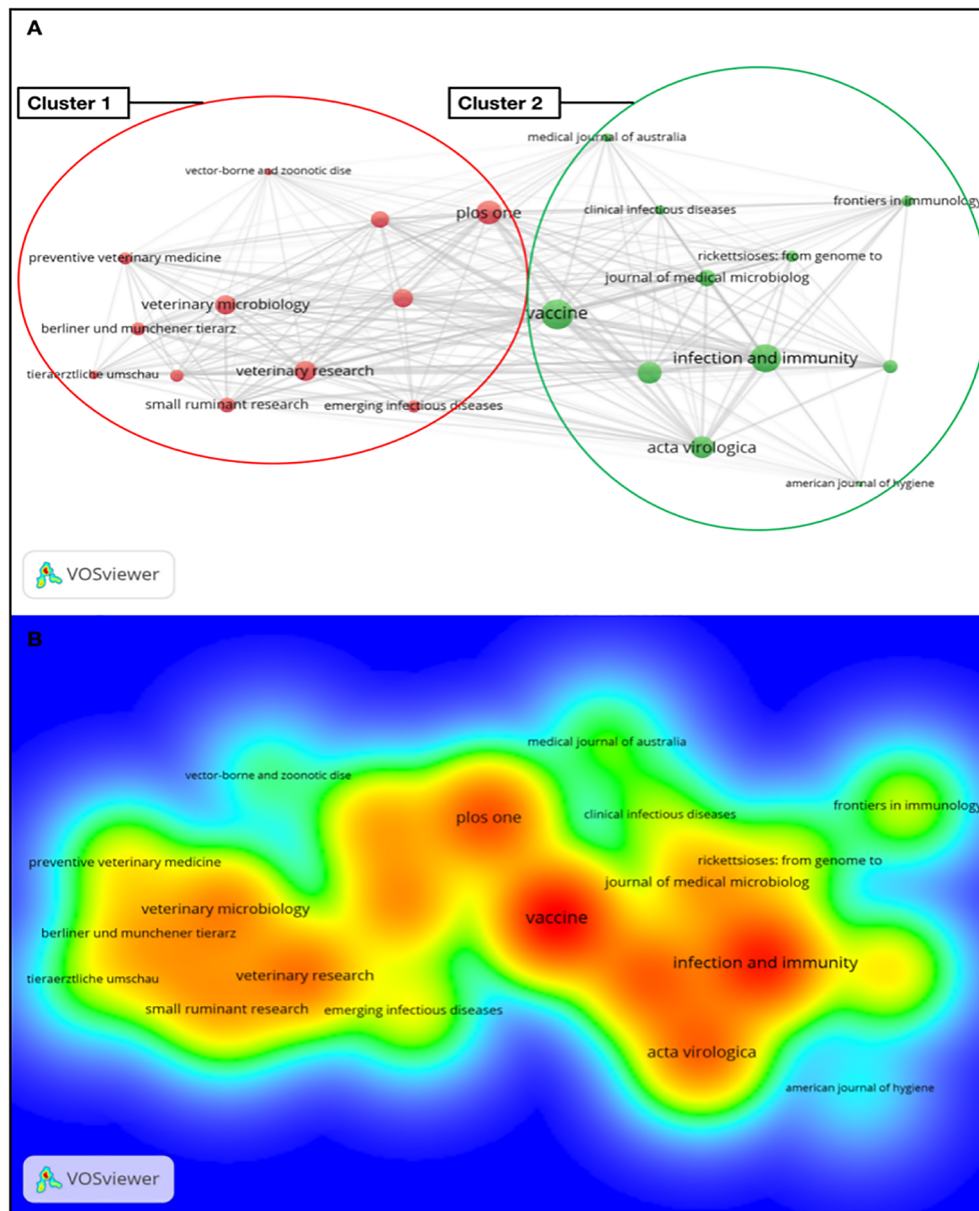 A
Cluster 1
Cluster 2
medical journal of australia
vector-borne and zoonotic dise
frontiers in immunology
plos one
clinical infectious diseases
preventive veterinary medicine
rickettsioses: from genome to
journal of medical microbiolog
veterinary microbiology
vaccine
berliner und munchener tierarz
infection and immunity
tieraerztliche umschau
veterinary research
small ruminant research
emerging infectious diseases
acta virologica
american journal of hygiene
VOSviewer
B
medical journal of australia
vector-borne and zoonotic dise
frontiers in immunology
plos one
clinical infectious diseases
preventive veterinary medicine
rickettsioses: from genome to
journal of medical microbiolog
veterinary microbiology
vaccine
berliner und munchener tierarz
infection and immunity
tieraerztliche umschau
veterinary research
small ruminant research
emerging infectious diseases
acta virologica
american journal of hygiene
VOSviewer